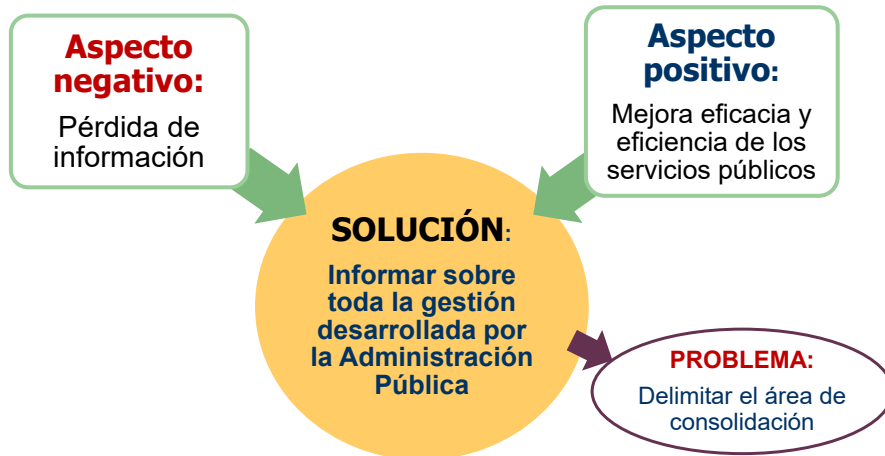 Aspecto
negativo:
Pérdida de
información
Aspecto
positivo:
Mejora eficacia y
eficiencia de los
servicios públicos
SOLUCIÓN:
Informar sobre
toda la gestión
desarrollada por
la Administración
Pública
PROBLEMA:
Delimitar el área de
consolidación